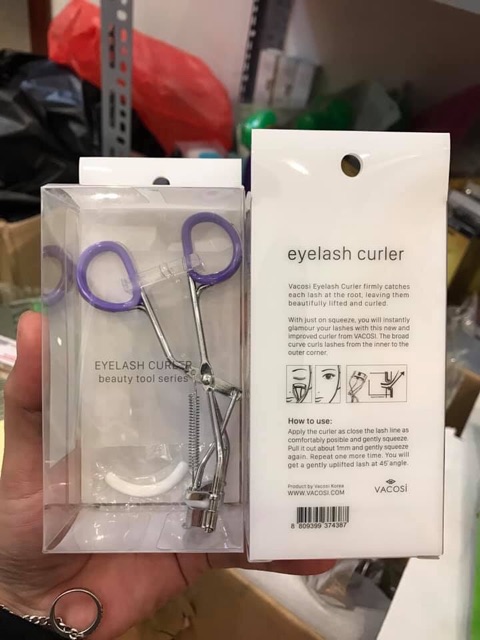 EYELASH CURLER
beauty tool series
eyelash curler
Vacosi Eyelash Curler firmly catches
each lash at the root, leaving them
beautifully lifted and curled.
With just on squeeze, you will instantly
glamour your lashes with this new and
improved curler from VACOSI. The broad
curve curls lashes from the inner to the
outer corner.
How to use:
Apply the curler as close the lash line as
comfortably posible and gently squeeze.
Pull it out about 1mm and gently squeeze
again. Repeat one more time. You will
get a gently uplifted lash at 45°angle.
Product by Vacosi Korea
WWW.VACOSI.COM
VACOSI
8 809399 374387